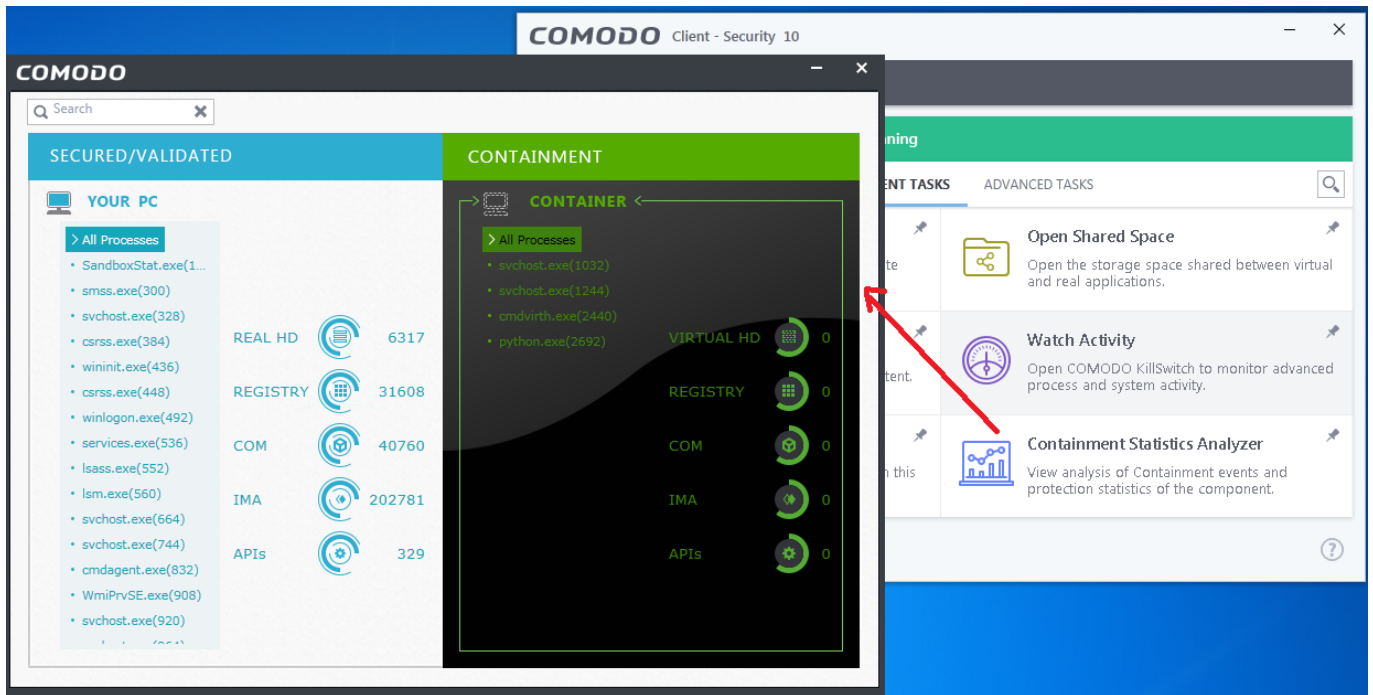 COMODO Client - Security 10
COMODO
Search
SECURED/VALIDATED
YOUR PC
All Processes
SandboxStat.exe(1...
smss.exe(300)
svchost.exe(328)
csrss.exe(384)
wininit.exe(436)
csrss.exe(448)
winlogon.exe(492)
services.exe(536)
lsass.exe(552)
lsm.exe(560)
svchost.exe(664)
svchost.exe(744)
cmdagent.exe(832)
WmiPrvSE.exe(908)
svchost.exe(920)
REAL HD 6317
REGISTRY 31608
COM 40760
IMA 202781
APIs 329
CONTAINMENT
CONTAINER
All Processes
svchost.exe(1032)
svchost.exe(1244)
cmdvirth.exe(2440)
python.exe(2692)
VIRTUAL HD 0
REGISTRY 0
COM 0
IMA 0
APIs 0
ning
ENT TASKS ADVANCED TASKS
te
tent.
this
Open Shared Space
Open the storage space shared between virtual
and real applications.
Watch Activity
Open COMODO KillSwitch to monitor advanced
process and system activity.
Containment Statistics Analyzer
View analysis of Containment events and
protection statistics of the component.
?